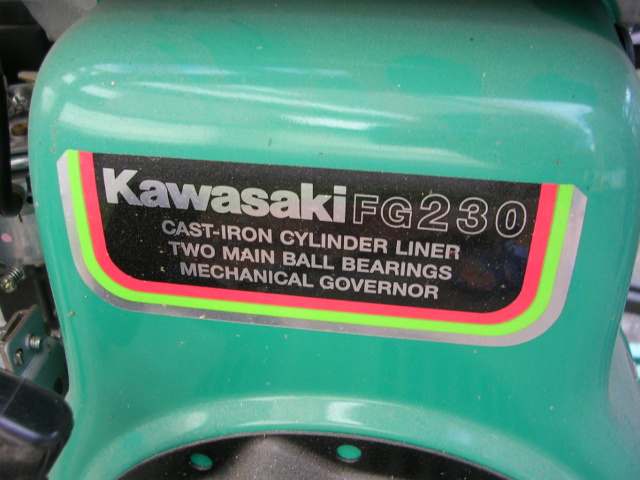 Kawasaki FG230
CAST-IRON CYLINDER LINER
TWO MAIN BALL BEARINGS
MECHANICAL GOVERNOR